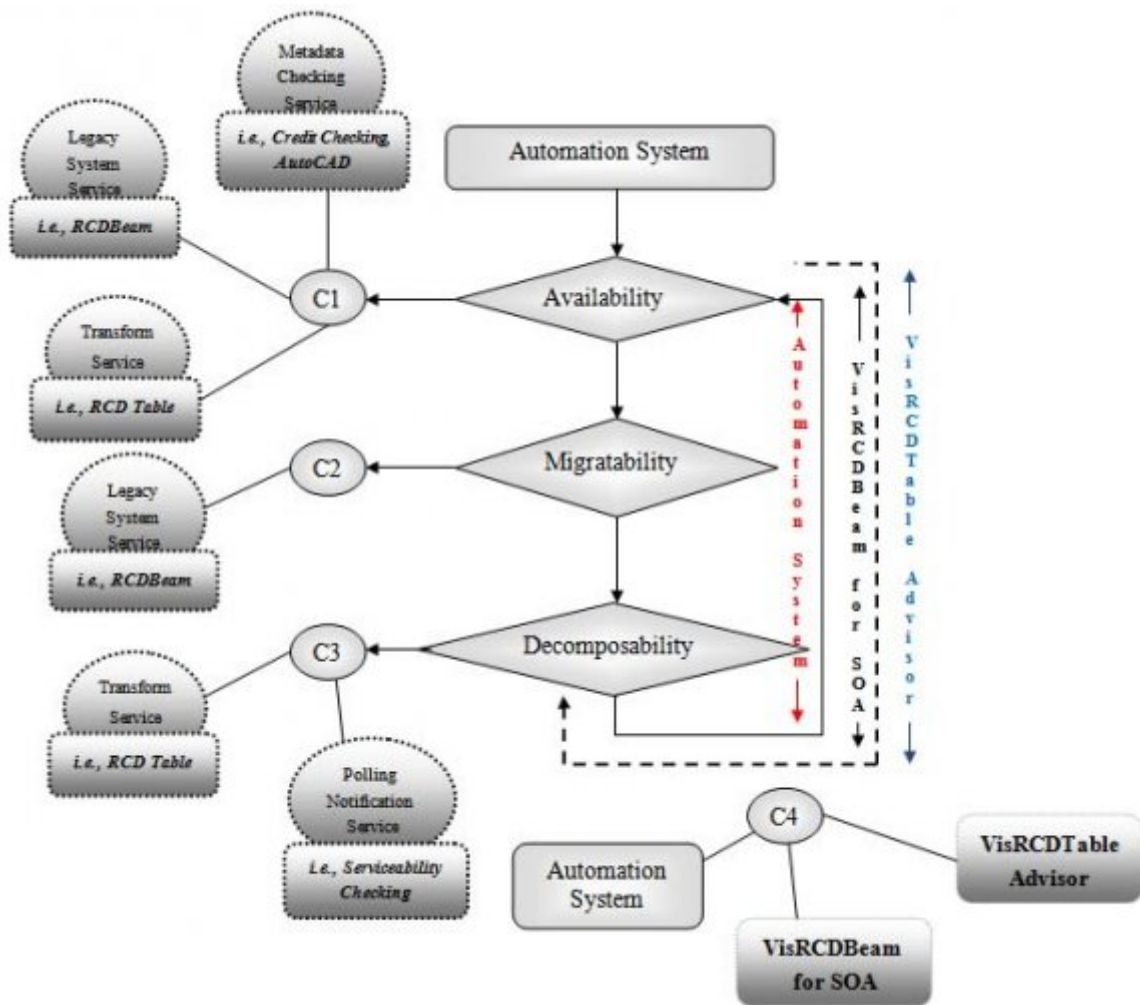 Metadata
Checking
Service
i.e., Credit Checking,
AutoCAD
Legacy
System
Service
i.e., RCDBeam
Automation System
C1
Availability
Transform
Service
i.e., RCD Table
C2
Migratability
Legacy
System
Service
i.e., RCDBeam
C3
Decomposability
Transform
Service
i.e., RCD Table
Polling
Notification
Service
i.e., Serviceability
Checking
Automation System
VisRCDBeam for SOA
VisRCDTable Advisor
C4
Automation
System
VisRCDBeam
for SOA
VisRCDTable
Advisor